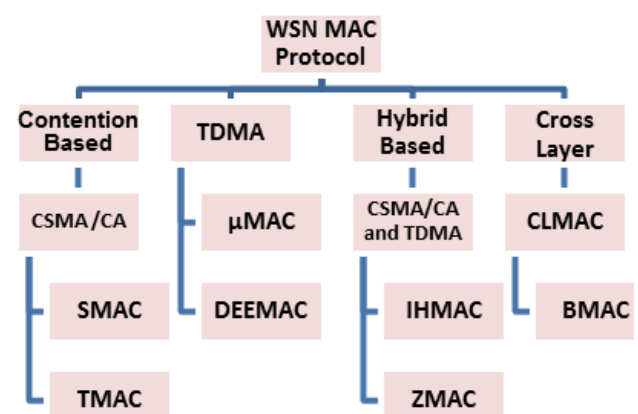 WSN MAC
Protocol
Contention
Based
TDMA
Hybrid
Based
Cross
Layer
CSMA/CA
µMAC
CSMA/CA
and TDMA
CLMAC
SMAC
DEEMAC
IHMAC
BMAC
TMAC
ZMAC